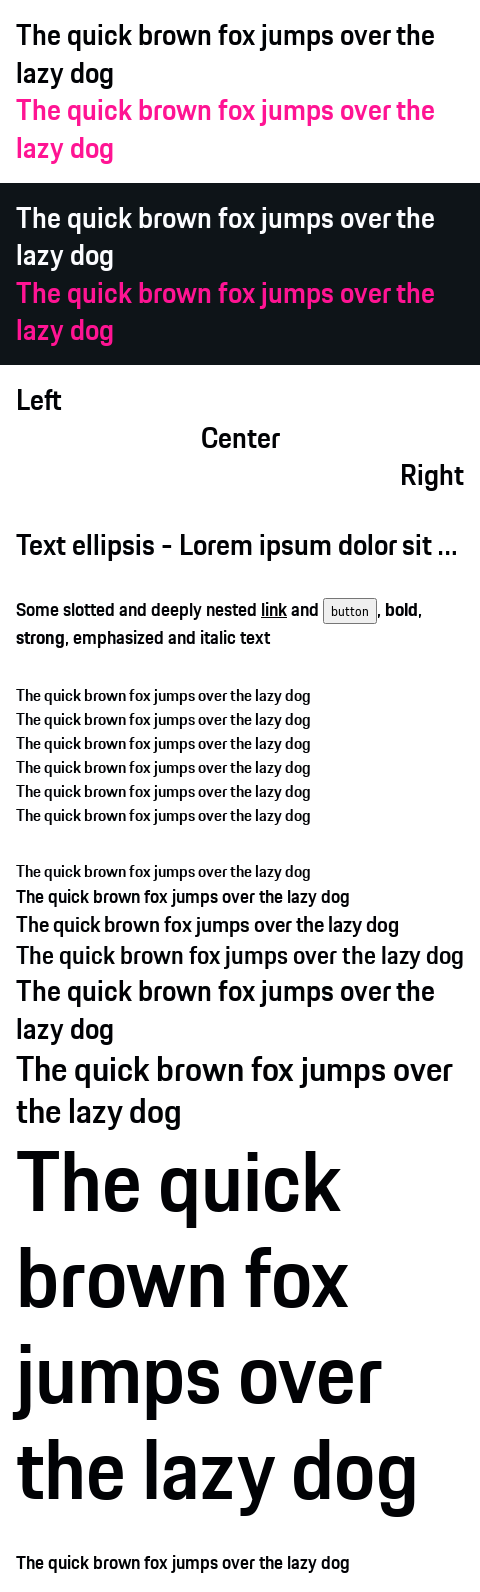 The quick brown fox jumps over the
lazy dog
The quick brown fox jumps over the
lazy dog
The quick brown fox jumps over the
lazy dog
The quick brown fox jumps over the
lazy dog
Left
Center
Right
Text ellipsis - Lorem ipsum dolor sit ...
Some slotted and deeply nested link and button, bold,
strong, emphasized and italic text
The quick brown fox jumps over the lazy dog
The quick brown fox jumps over the lazy dog
The quick brown fox jumps over the lazy dog
The quick brown fox jumps over the lazy dog
The quick brown fox jumps over the lazy dog
The quick brown fox jumps over the lazy dog
The quick brown fox jumps over the lazy dog
The quick brown fox jumps over the lazy dog
The quick brown fox jumps over the lazy dog
The quick brown fox jumps over the lazy dog
The quick brown fox jumps over the
lazy dog
The quick brown fox jumps over
the lazy dog
The quick
brown fox
jumps over
the lazy dog
The quick brown fox jumps over the lazy dog